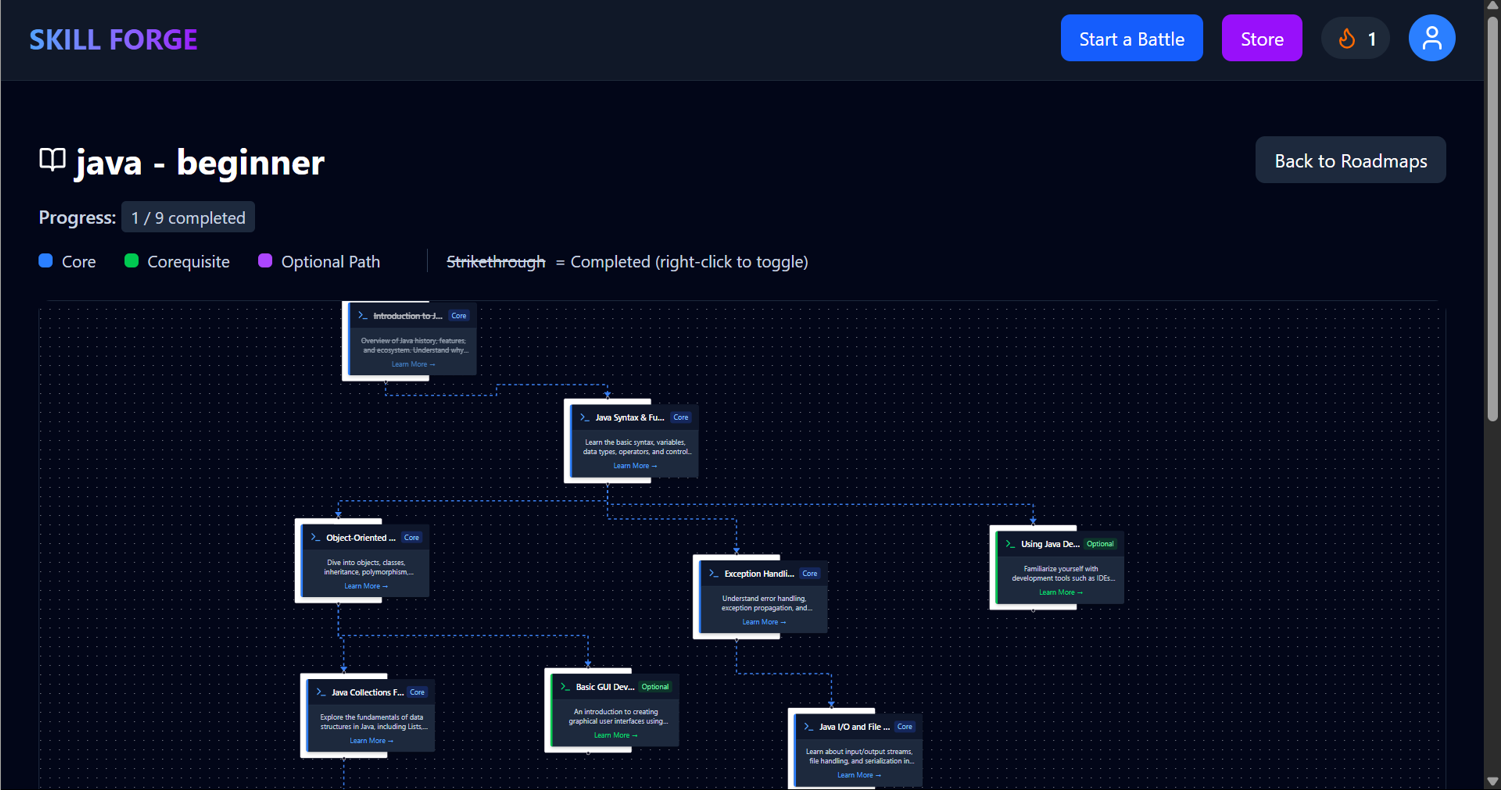 SKILL FORGE
Start a Battle
Store
1
java - beginner
Back to Roadmaps
Progress: 1 / 9 completed
Core
Corequisite
Optional Path
Strikethrough = Completed (right-click to toggle)
Introduction to J...
Core
Overview of Java history, features,
and ecosystem. Understand why...
Learn More →
Java Syntax & Fu...
Core
Learn the basic syntax, variables,
data types, operators, and control...
Learn More →
Object-Oriented ...
Core
Dive into objects, classes,
inheritance, polymorphism,...
Learn More →
Exception Handli...
Core
Understand error handling,
exception propagation, and...
Learn More →
Using Java De...
Optional
Familiarize yourself with
development tools such as IDEs...
Learn More →
Java Collections F...
Core
Explore the fundamentals of data
structures in Java, including Lists,...
Learn More →
Basic GUI Dev...
Optional
An introduction to creating
graphical user interfaces using...
Learn More →
Java I/O and File ...
Core
Learn about input/output streams,
file handling, and serialization in...
Learn More →